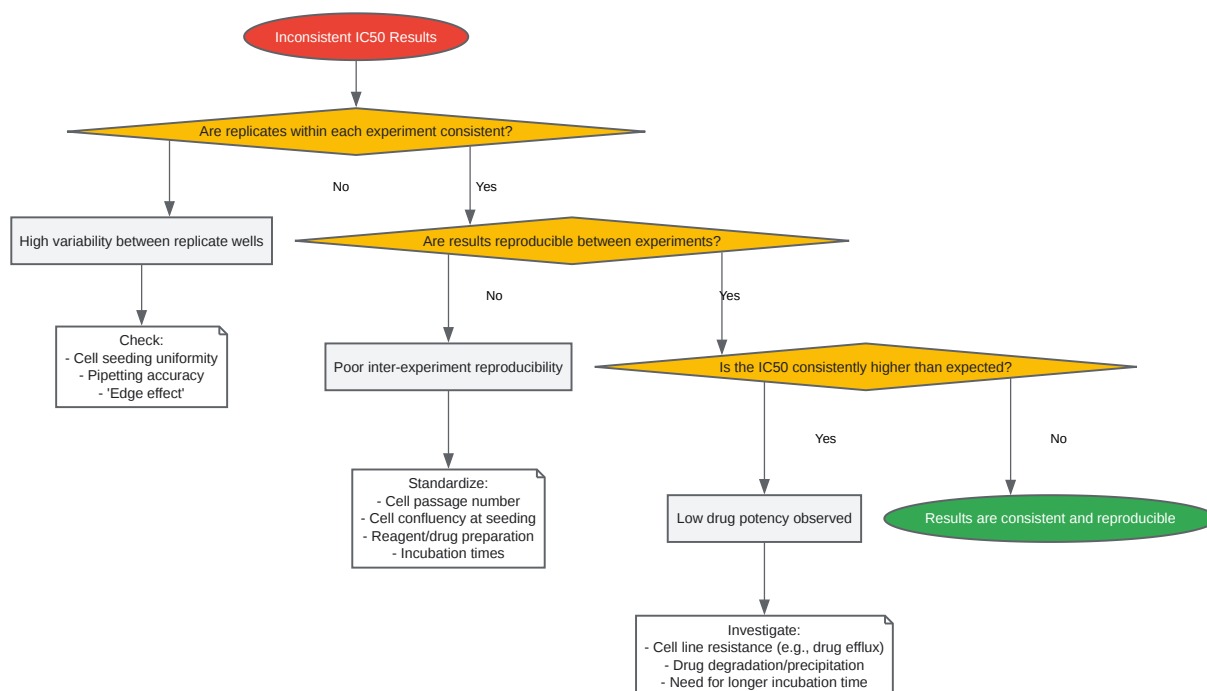 Inconsistent IC50 Results
Are replicates within each experiment consistent?
No
Yes
High variability between replicate wells
Are results reproducible between experiments?
Check:
- Cell seeding uniformity
- Pipetting accuracy
- 'Edge effect'
No
Yes
Poor inter-experiment reproducibility
Is the IC50 consistently higher than expected?
Standardize:
- Cell passage number
- Cell confluency at seeding
- Reagent/drug preparation
- Incubation times
Yes
No
Low drug potency observed
Results are consistent and reproducible
Investigate:
- Cell line resistance (e.g., drug efflux)
- Drug degradation/precipitation
- Need for longer incubation time